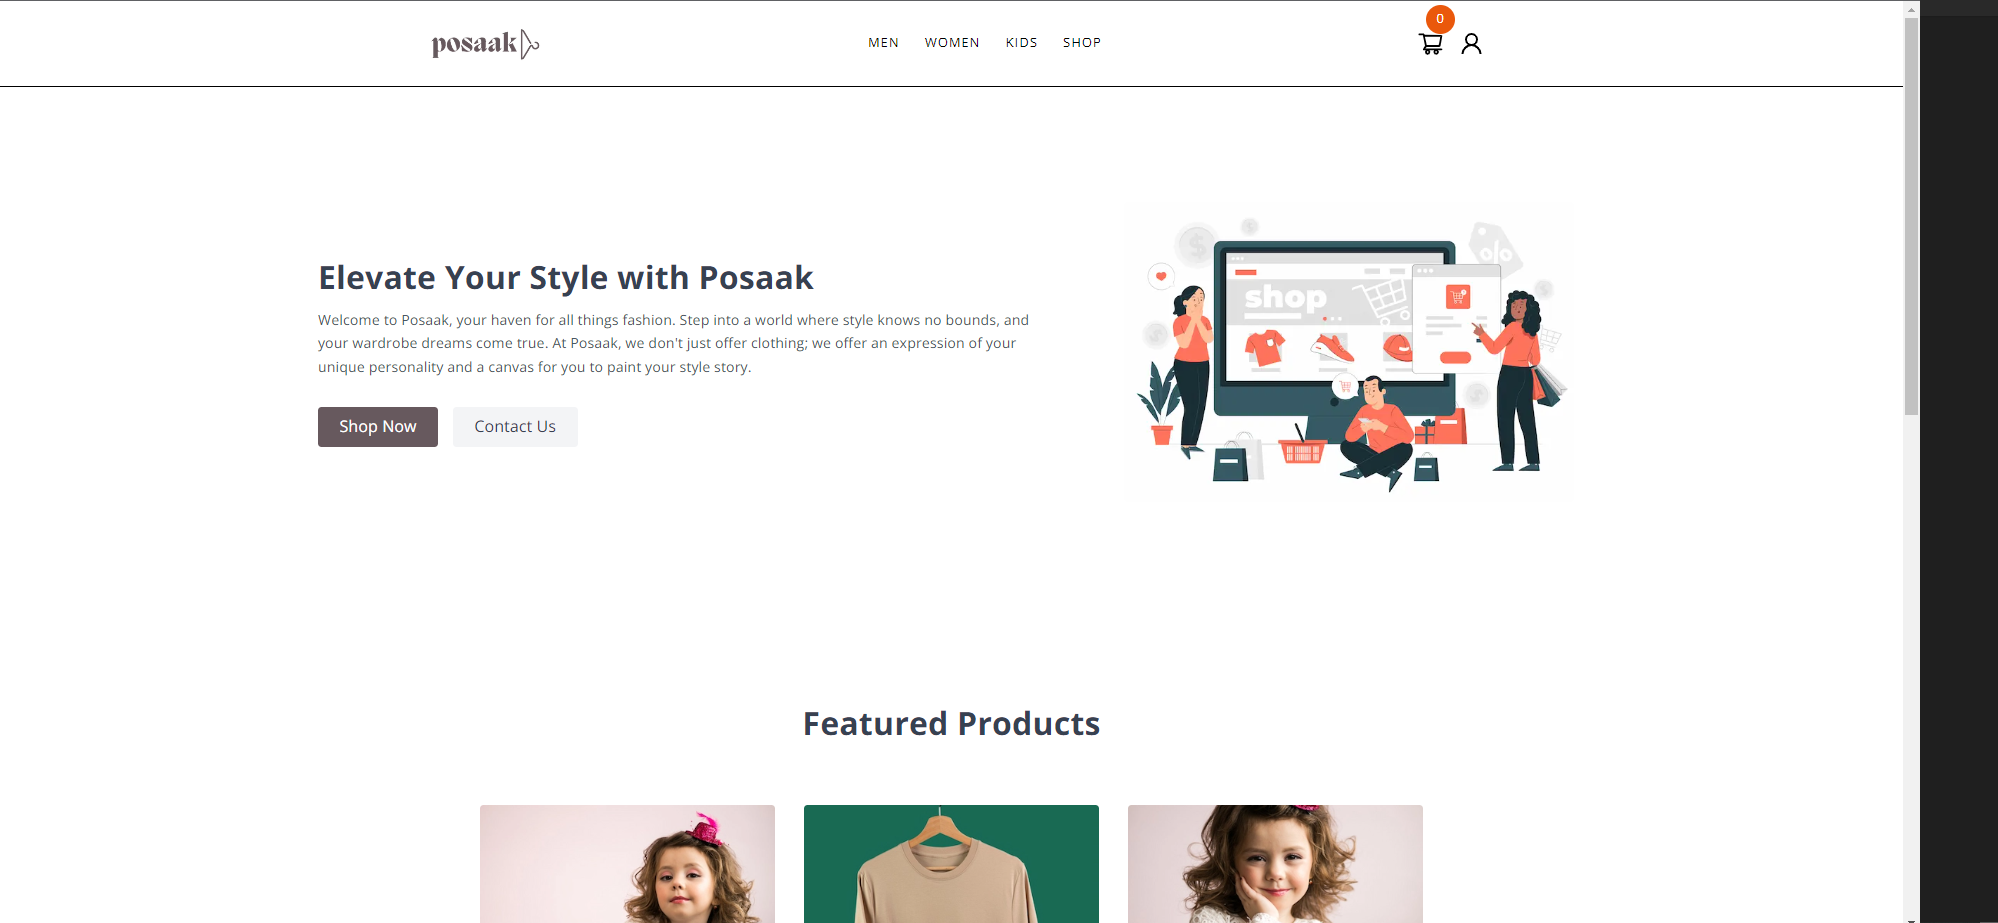 posaak
MEN WOMEN KIDS SHOP
0
Elevate Your Style with Posaak
Welcome to Posaak, your haven for all things fashion. Step into a world where style knows no bounds, and
your wardrobe dreams come true. At Posaak, we don't just offer clothing; we offer an expression of your
unique personality and a canvas for you to paint your style story.
Shop Now Contact Us
shop
$
$
%
$
$
$
Featured Products